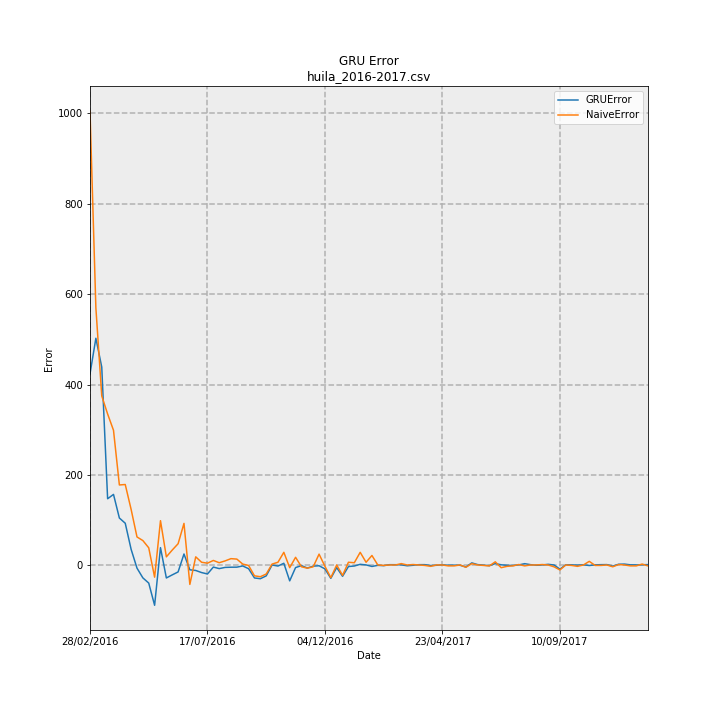 GRU Error
huila_2016-2017.csv
GRUError
NaiveError
1000
800
600
400
200
0
Error
28/02/2016
17/07/2016
04/12/2016
23/04/2017
10/09/2017
Date